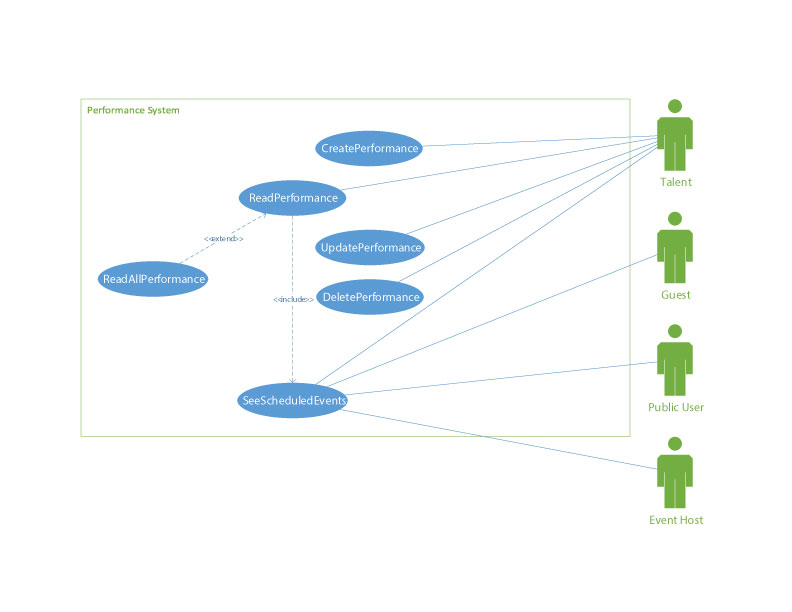 Performance System
CreatePerformance
Talent
ReadPerformance
<<extend>>
UpdatePerformance
ReadAllPerformance
Guest
<<include>>
DeletePerformance
SeeScheduledEvents
Public User
Event Host